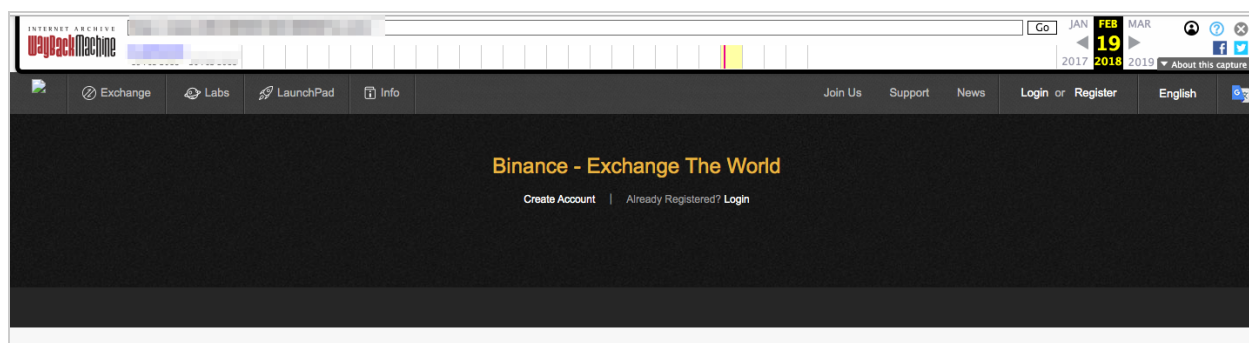 INTERNET ARCHIVE
WayBackMachine
Go
JAN FEB MAR
19
2017 2018 2019
About this capture
Exchange Labs LaunchPad Info Join Us Support News Login or Register English
Binance - Exchange The World
Create Account | Already Registered? Login